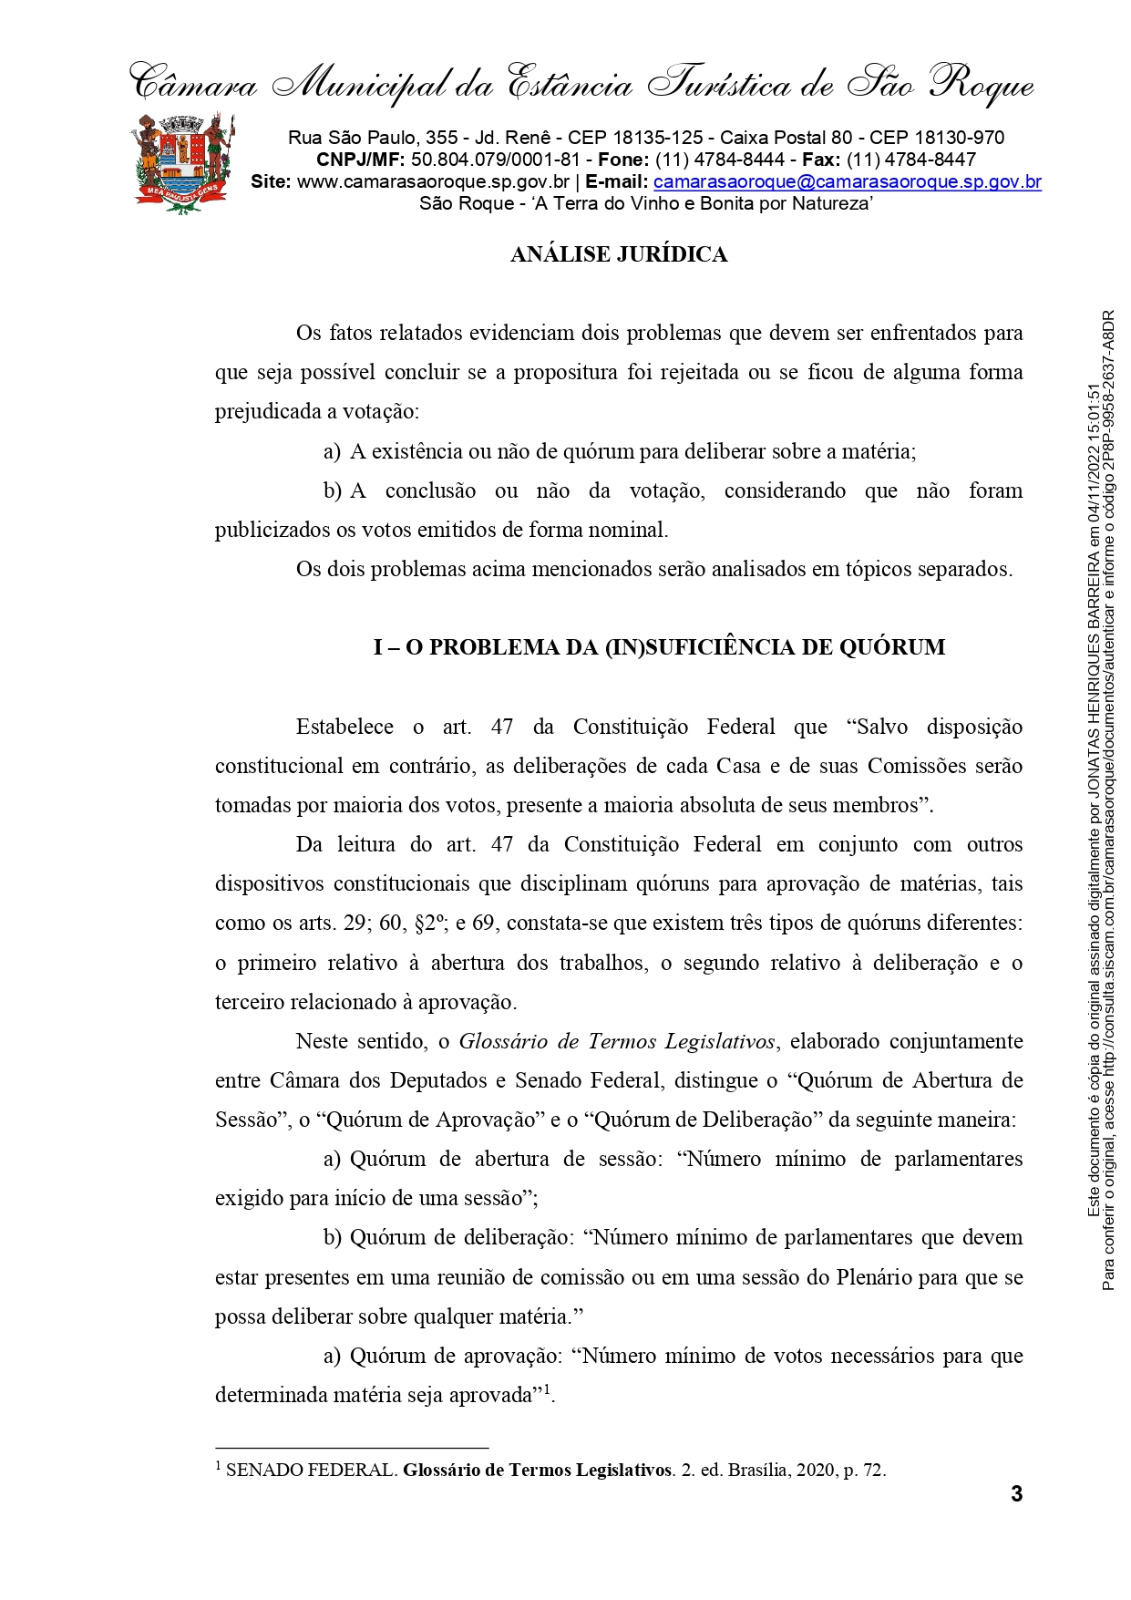 Câmara Municipal da Estância Turística de São Roque
Rua São Paulo, 355 - Jd. Renê - CEP 18135-125 - Caixa Postal 80 - CEP 18130-970
CNPJ/MF: 50.804.079/0001-81 - Fone: (11) 4784-8444 - Fax: (11) 4784-8447
Site: www.camarasaoroque.sp.gov.br | E-mail: camarasaoroque@camarasaoroque.sp.gov.br
São Roque - ‘A Terra do Vinho e Bonita por Natureza’
ANÁLISE JURÍDICA
Os fatos relatados evidenciam dois problemas que devem ser enfrentados para
que seja possível concluir se a propositura foi rejeitada ou se ficou de alguma forma
prejudicada a votação:
a) A existência ou não de quórum para deliberar sobre a matéria;
b) A conclusão ou não da votação, considerando que não foram
publicizados os votos emitidos de forma nominal.
Os dois problemas acima mencionados serão analisados em tópicos separados.
I – O PROBLEMA DA (IN)SUFICIÊNCIA DE QUÓRUM
Estabelece o art. 47 da Constituição Federal que “Salvo disposição
constitucional em contrário, as deliberações de cada Casa e de suas Comissões serão
tomadas por maioria dos votos, presente a maioria absoluta de seus membros”.
Da leitura do art. 47 da Constituição Federal em conjunto com outros
dispositivos constitucionais que disciplinam quóruns para aprovação de matérias, tais
como os arts. 29; 60, §2º; e 69, constata-se que existem três tipos de quóruns diferentes:
o primeiro relativo à abertura dos trabalhos, o segundo relativo à deliberação e o
terceiro relacionado à aprovação.
Neste sentido, o Glossário de Termos Legislativos, elaborado conjuntamente
entre Câmara dos Deputados e Senado Federal, distingue o “Quórum de Abertura de
Sessão”, o “Quórum de Aprovação” e o “Quórum de Deliberação” da seguinte maneira:
a) Quórum de abertura de sessão: “Número mínimo de parlamentares
exigido para início de uma sessão”;
b) Quórum de deliberação: “Número mínimo de parlamentares que devem
estar presentes em uma reunião de comissão ou em uma sessão do Plenário para que se
possa deliberar sobre qualquer matéria.”
a) Quórum de aprovação: “Número mínimo de votos necessários para que
determinada matéria seja aprovada”¹.
¹ SENADO FEDERAL. Glossário de Termos Legislativos. 2. ed. Brasília, 2020, p. 72.
3
Este documento é cópia do original assinado digitalmente por JONATAS HENRIQUES BARREIRA em 04/11/2022 15:01:51
Para conferir o original, acesse http://consulta.siscam.com.br/camarasaoroque/documentos/autenticar e informe o código 2P8P-9958-2637-A8DR